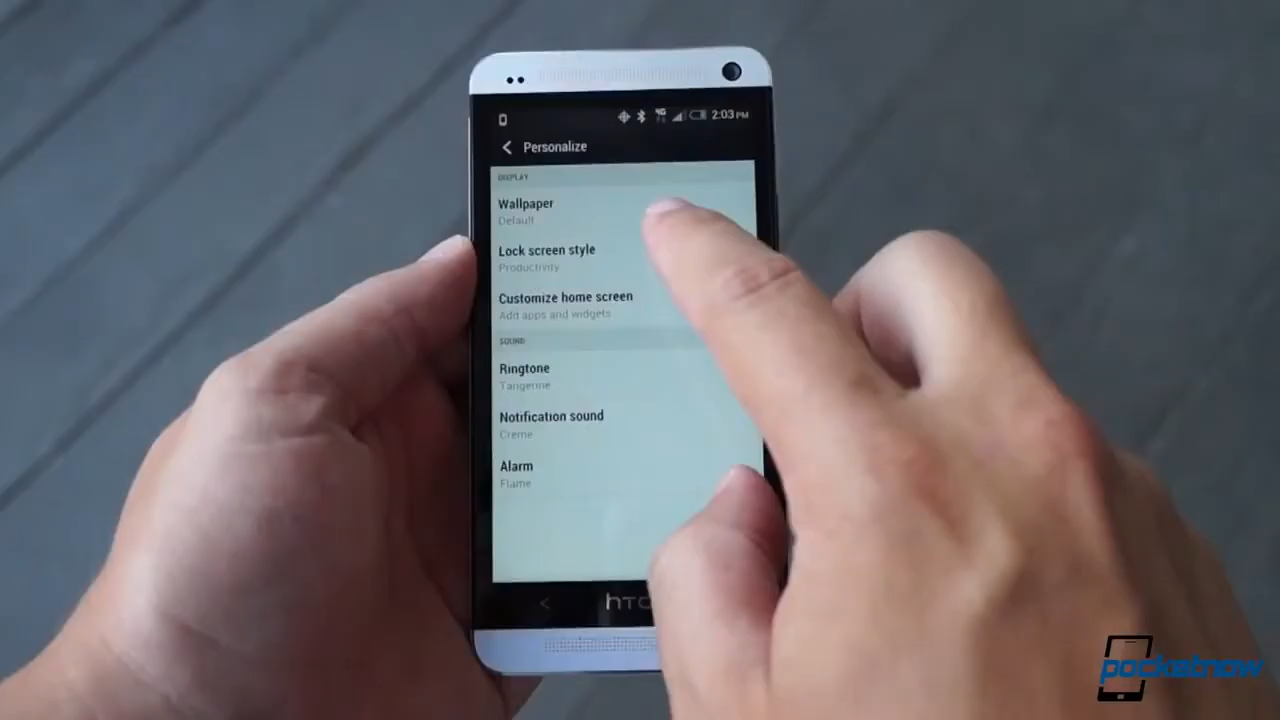 2:03 PM
Personalize
DISPLAY
Wallpaper
Default
Lock screen style
Productivity
Customize home screen
Add apps and widgets
SOUND
Ringtone
Tangerine
Notification sound
Creme
Alarm
Flame
hTC
pocketnow